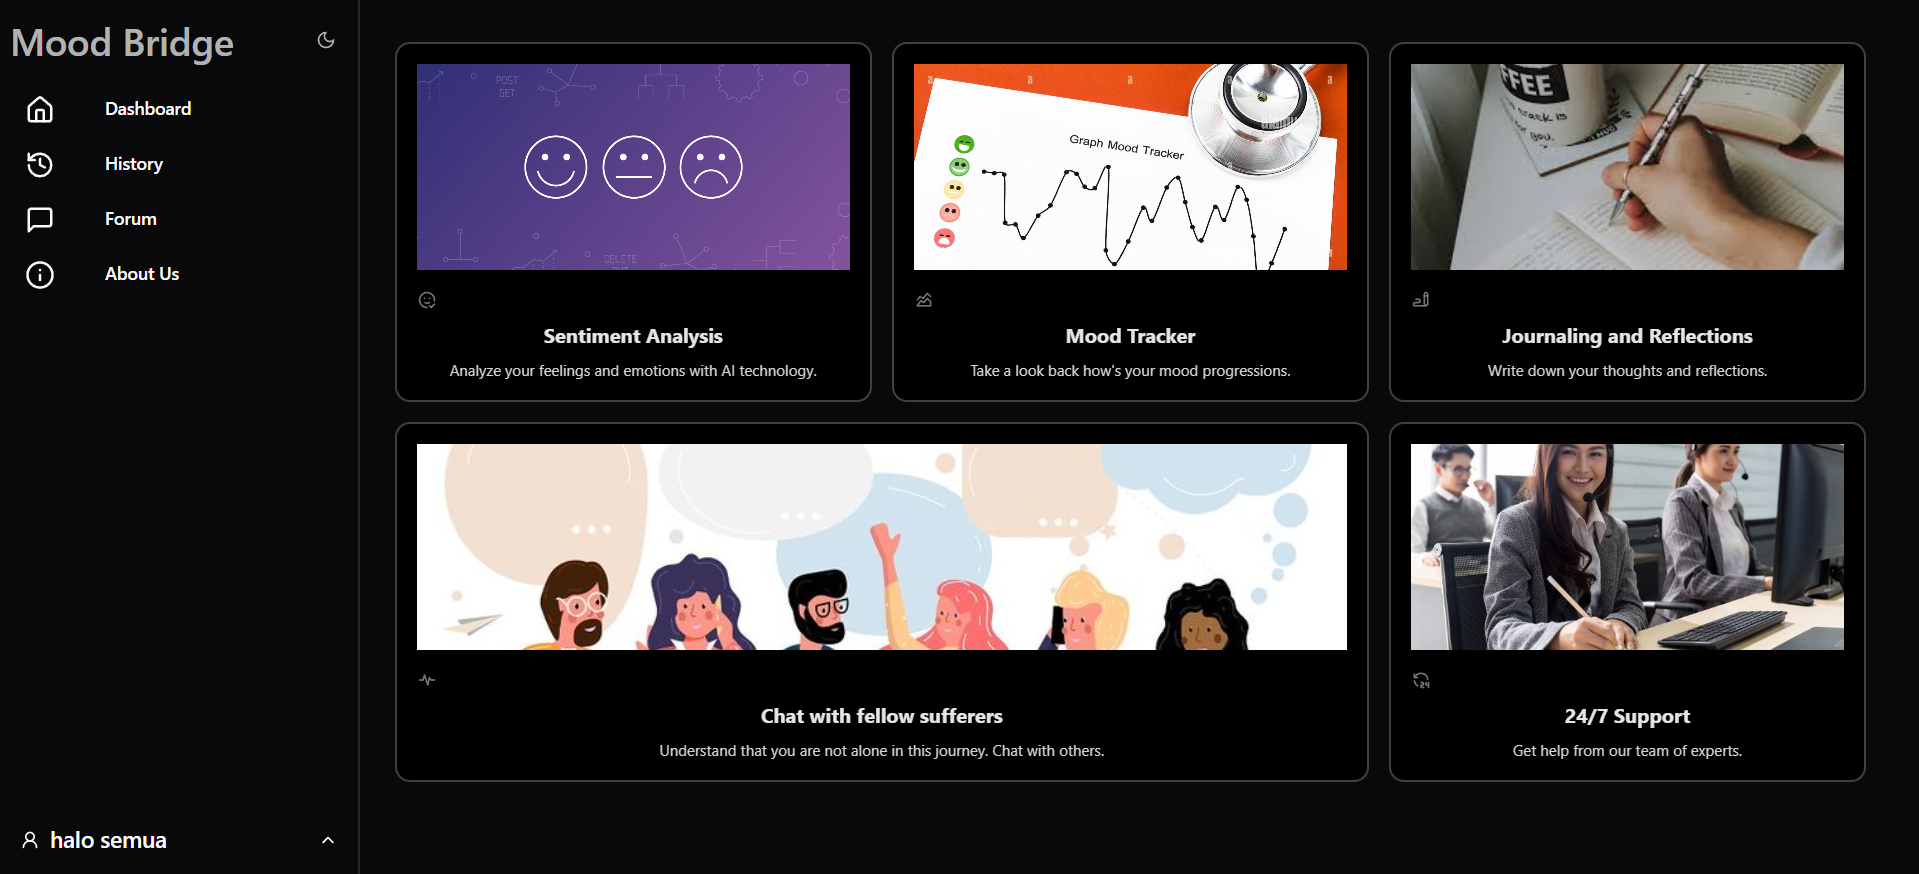 Mood Bridge
Dashboard
History
Forum
About Us
halo semua
POST
GET
DELETE
Sentiment Analysis
Analyze your feelings and emotions with AI technology.
Graph Mood Tracker
Mood Tracker
Take a look back how's your mood progressions.
FFEE
Journaling and Reflections
Write down your thoughts and reflections.
Chat with fellow sufferers
Understand that you are not alone in this journey. Chat with others.
24
24/7 Support
Get help from our team of experts.